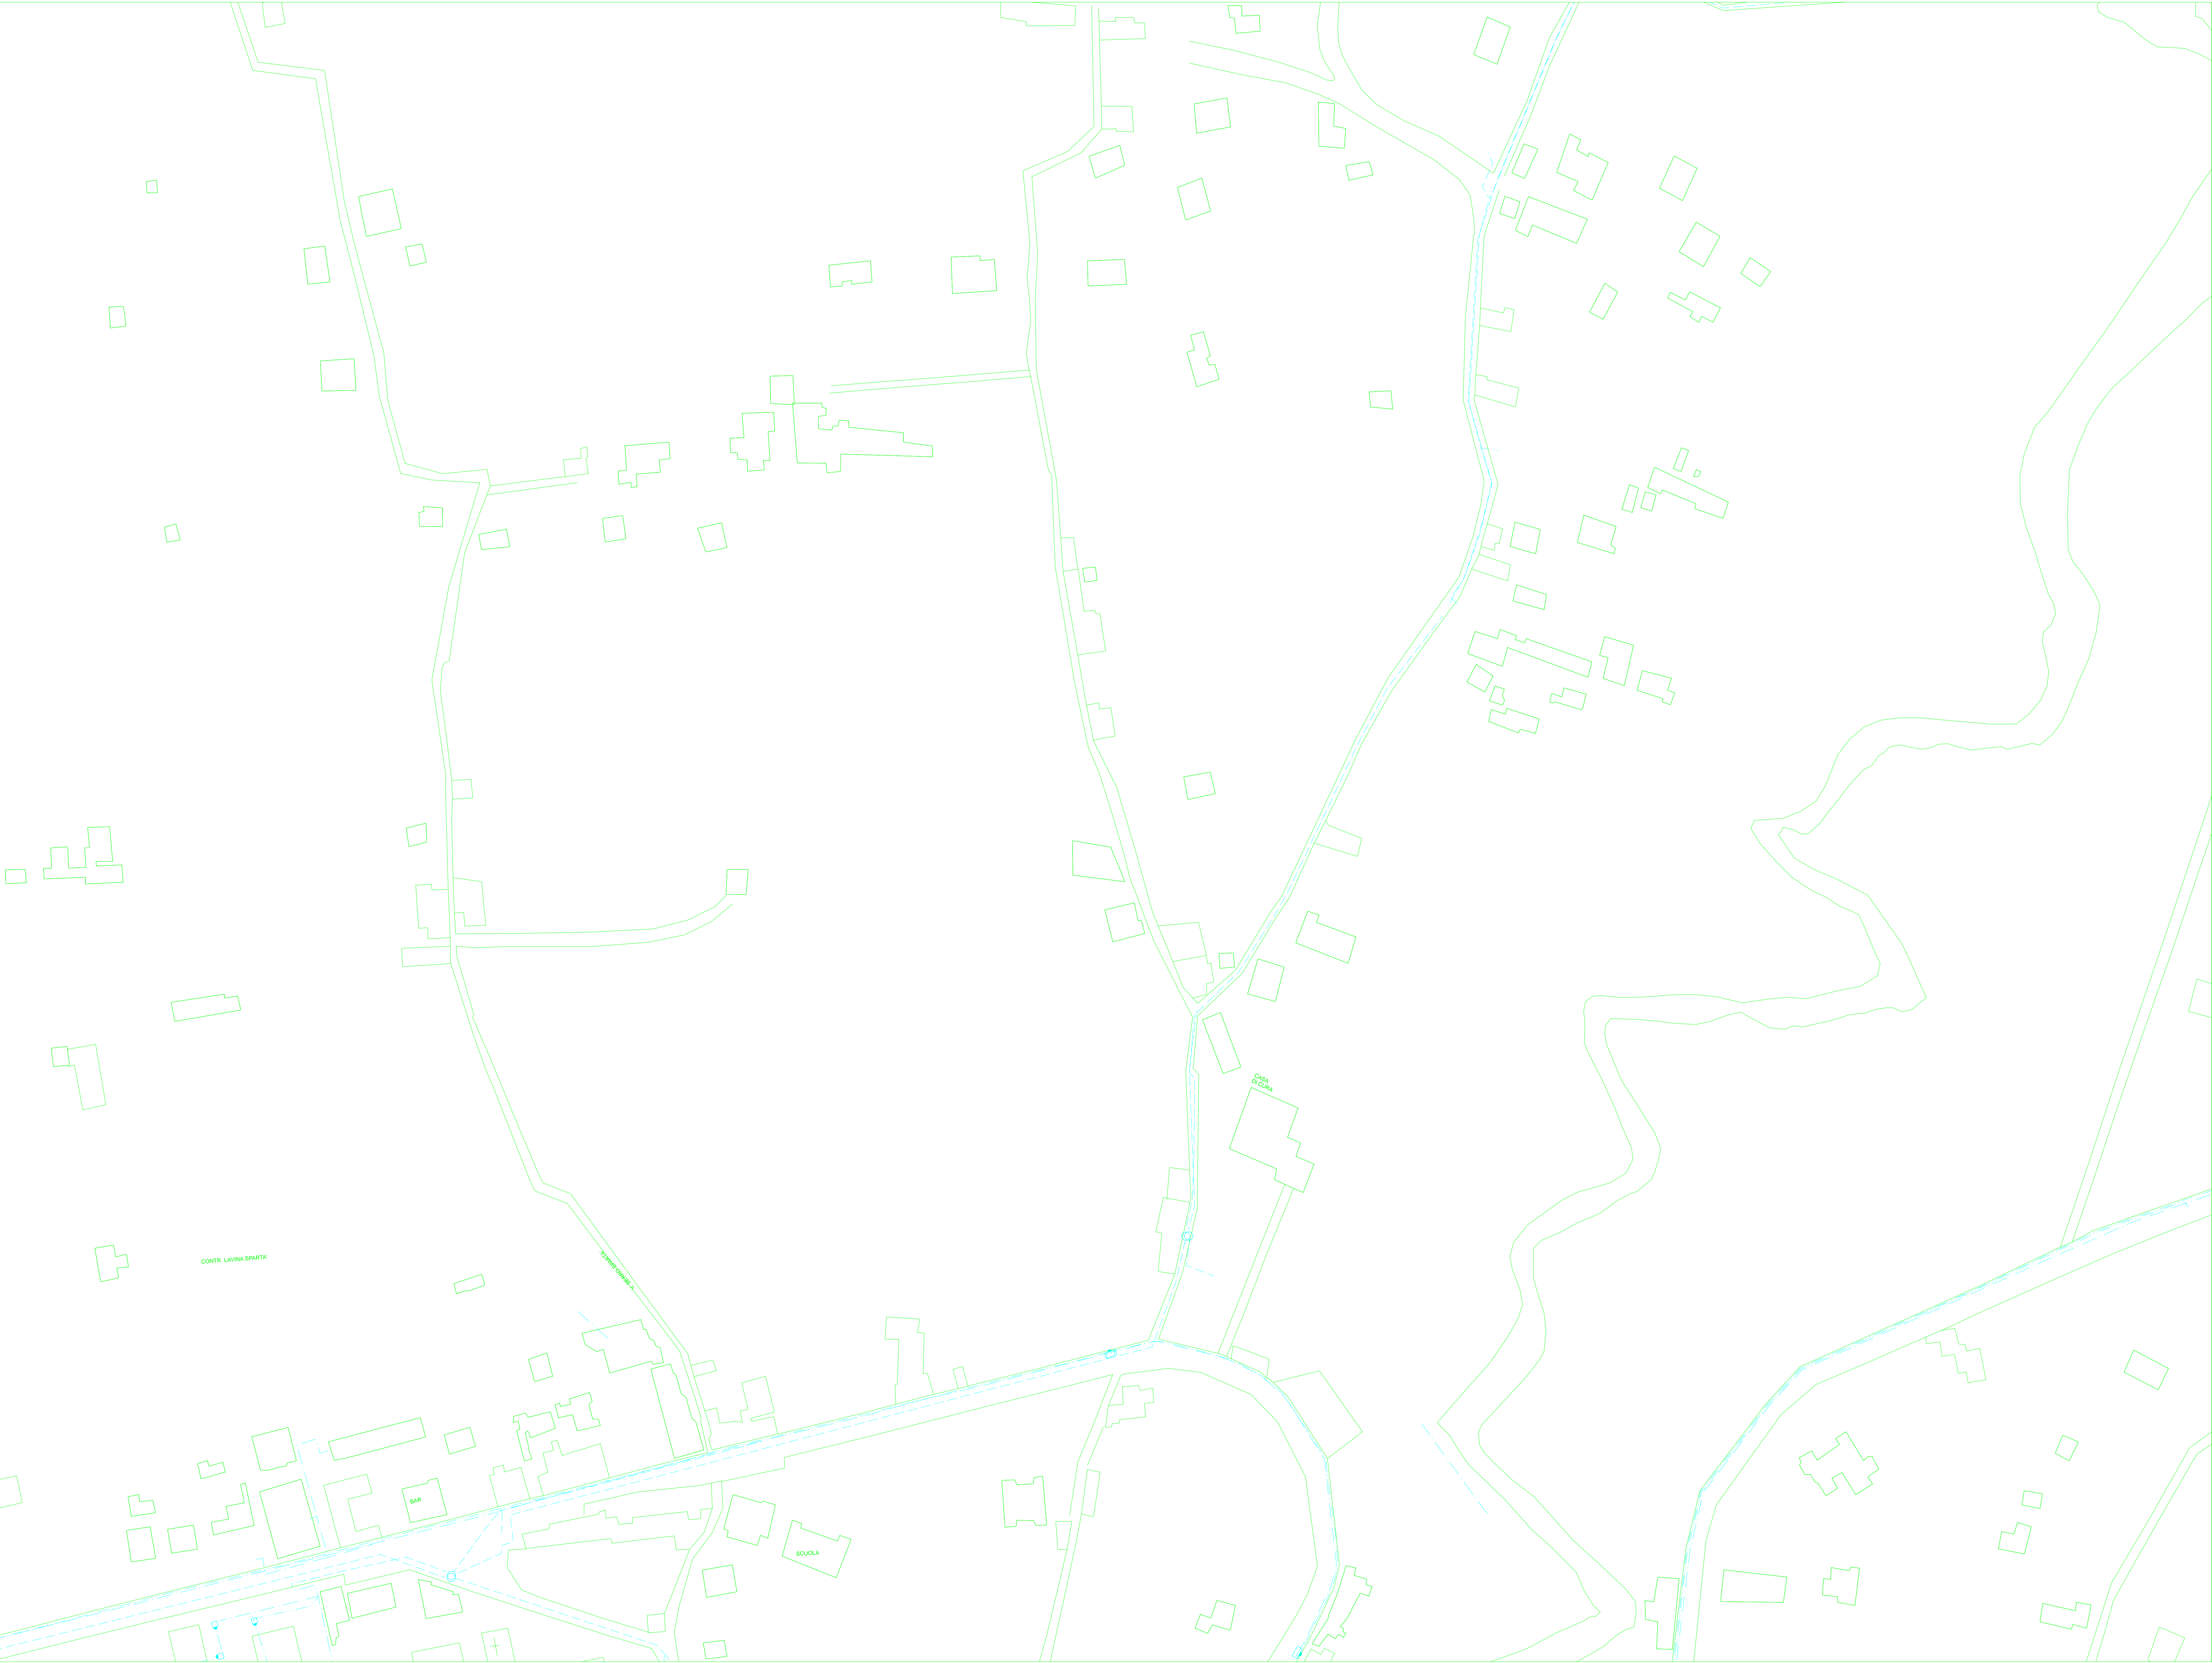 CASA
DI CURA
CONTR. LAVINA SPARTA
BAR
SCUOLA